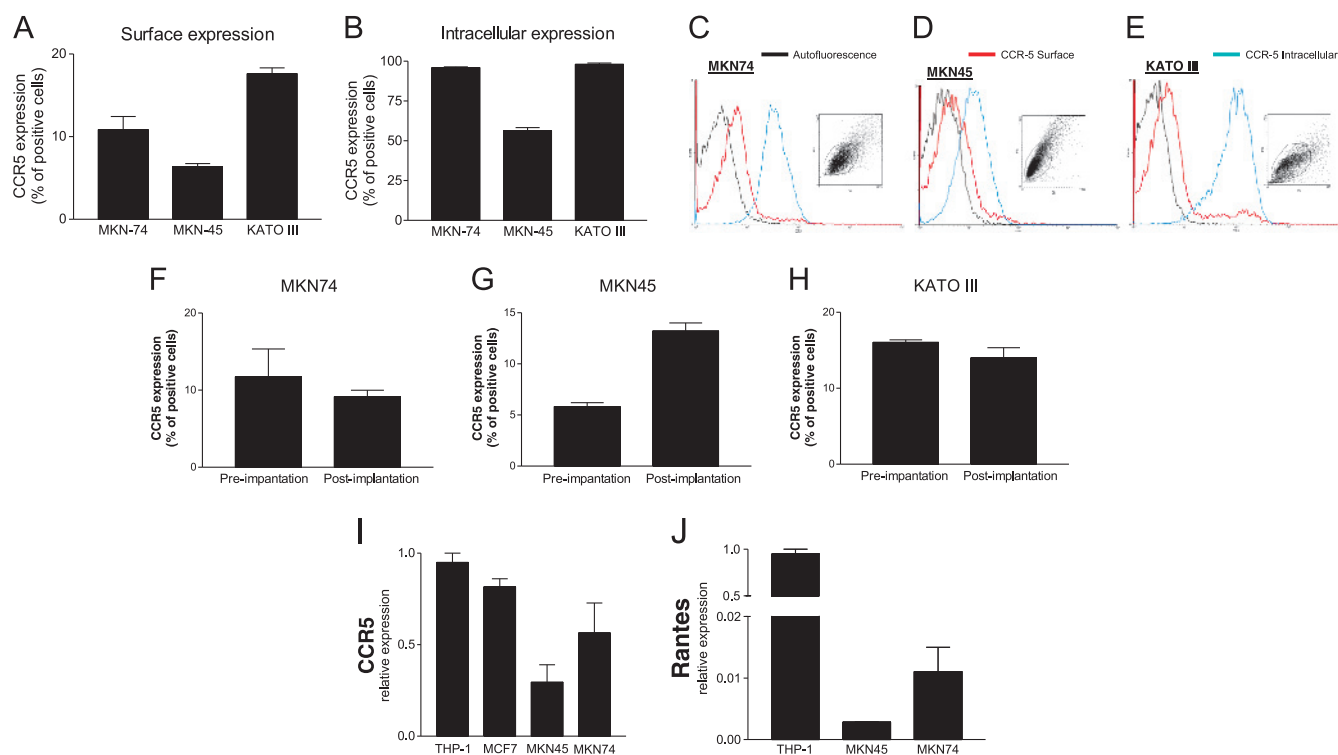 A
Surface expression
CCR5 expression
(% of positive cells)
20
10
0
MKN-74
MKN-45
KATO III
B
Intracellular expression
CCR5 expression
(% of positive cells)
100
75
50
25
0
MKN-74
MKN-45
KATO III
C
Autofluorescence
MKN74
D
CCR-5 Surface
MKN45
E
CCR-5 Intracellular
KATO III
F
MKN74
CCR5 expression
(% of positive cells)
20
10
0
Pre-impantation
Post-implantation
G
MKN45
CCR5 expression
(% of positive cells)
15
10
5
0
Pre-impantation
Post-implantation
H
KATO III
CCR5 expression
(% of positive cells)
20
10
0
Pre-impantation
Post-implantation
I
CCR5
relative expression
1.0
0.5
0.0
THP-1
MCF7
MKN45
MKN74
J
Rantes
relative expression
1.0
0.5
0.02
0.01
0.00
THP-1
MKN45
MKN74